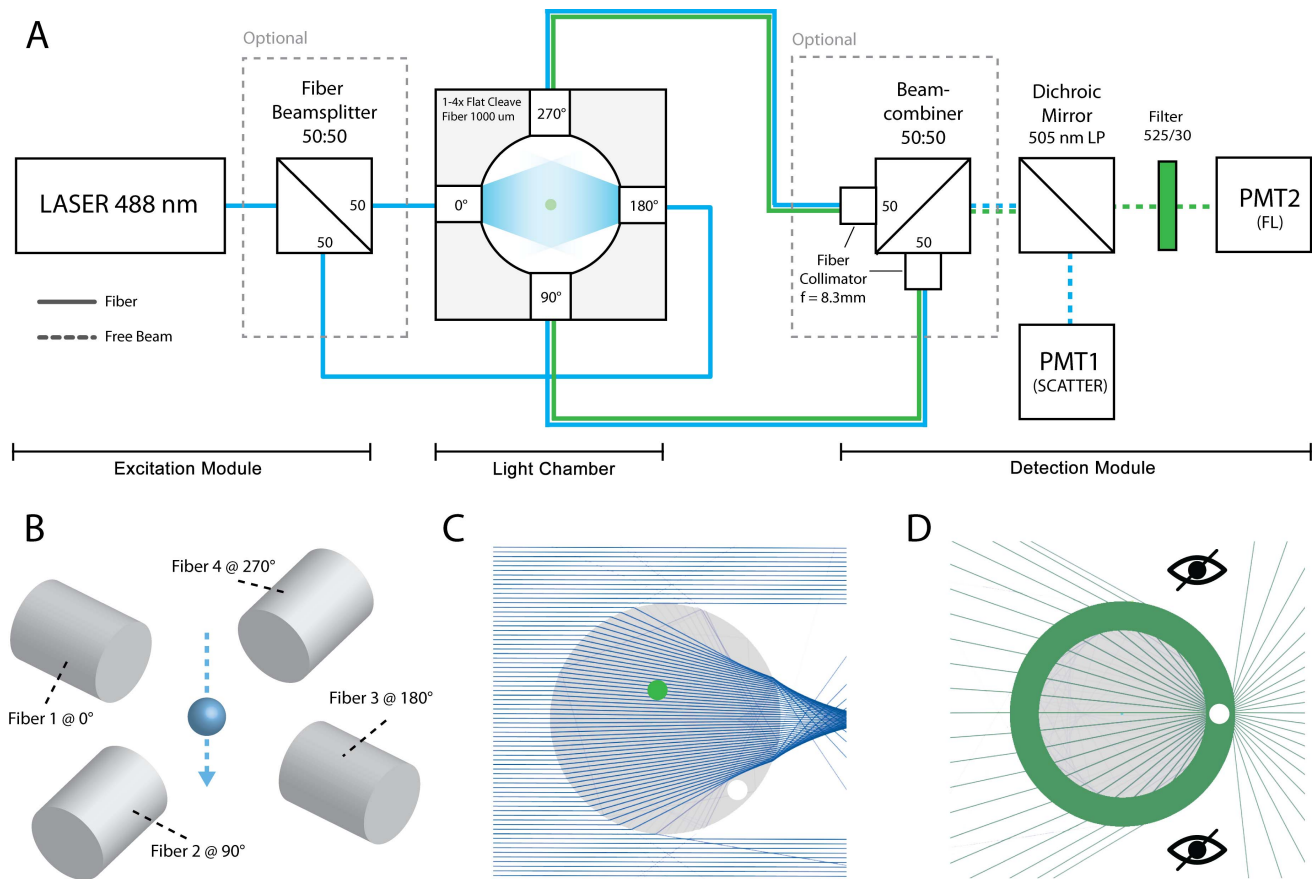 A
Optional
Fiber
Beamsplitter
50:50
LASER 488 nm
50
50
Fiber
Free Beam
1-4x Flat Cleave
Fiber 1000 um
270°
0°
180°
90°
Optional
Beam-
combiner
50:50
50
50
Fiber
Collimator
f = 8.3mm
Dichroic
Mirror
505 nm LP
Filter
525/30
PMT2
(FL)
PMT1
(SCATTER)
Excitation Module
Light Chamber
Detection Module
B
Fiber 4 @ 270°
Fiber 3 @ 180°
Fiber 1 @ 0°
Fiber 2 @ 90°
C
D